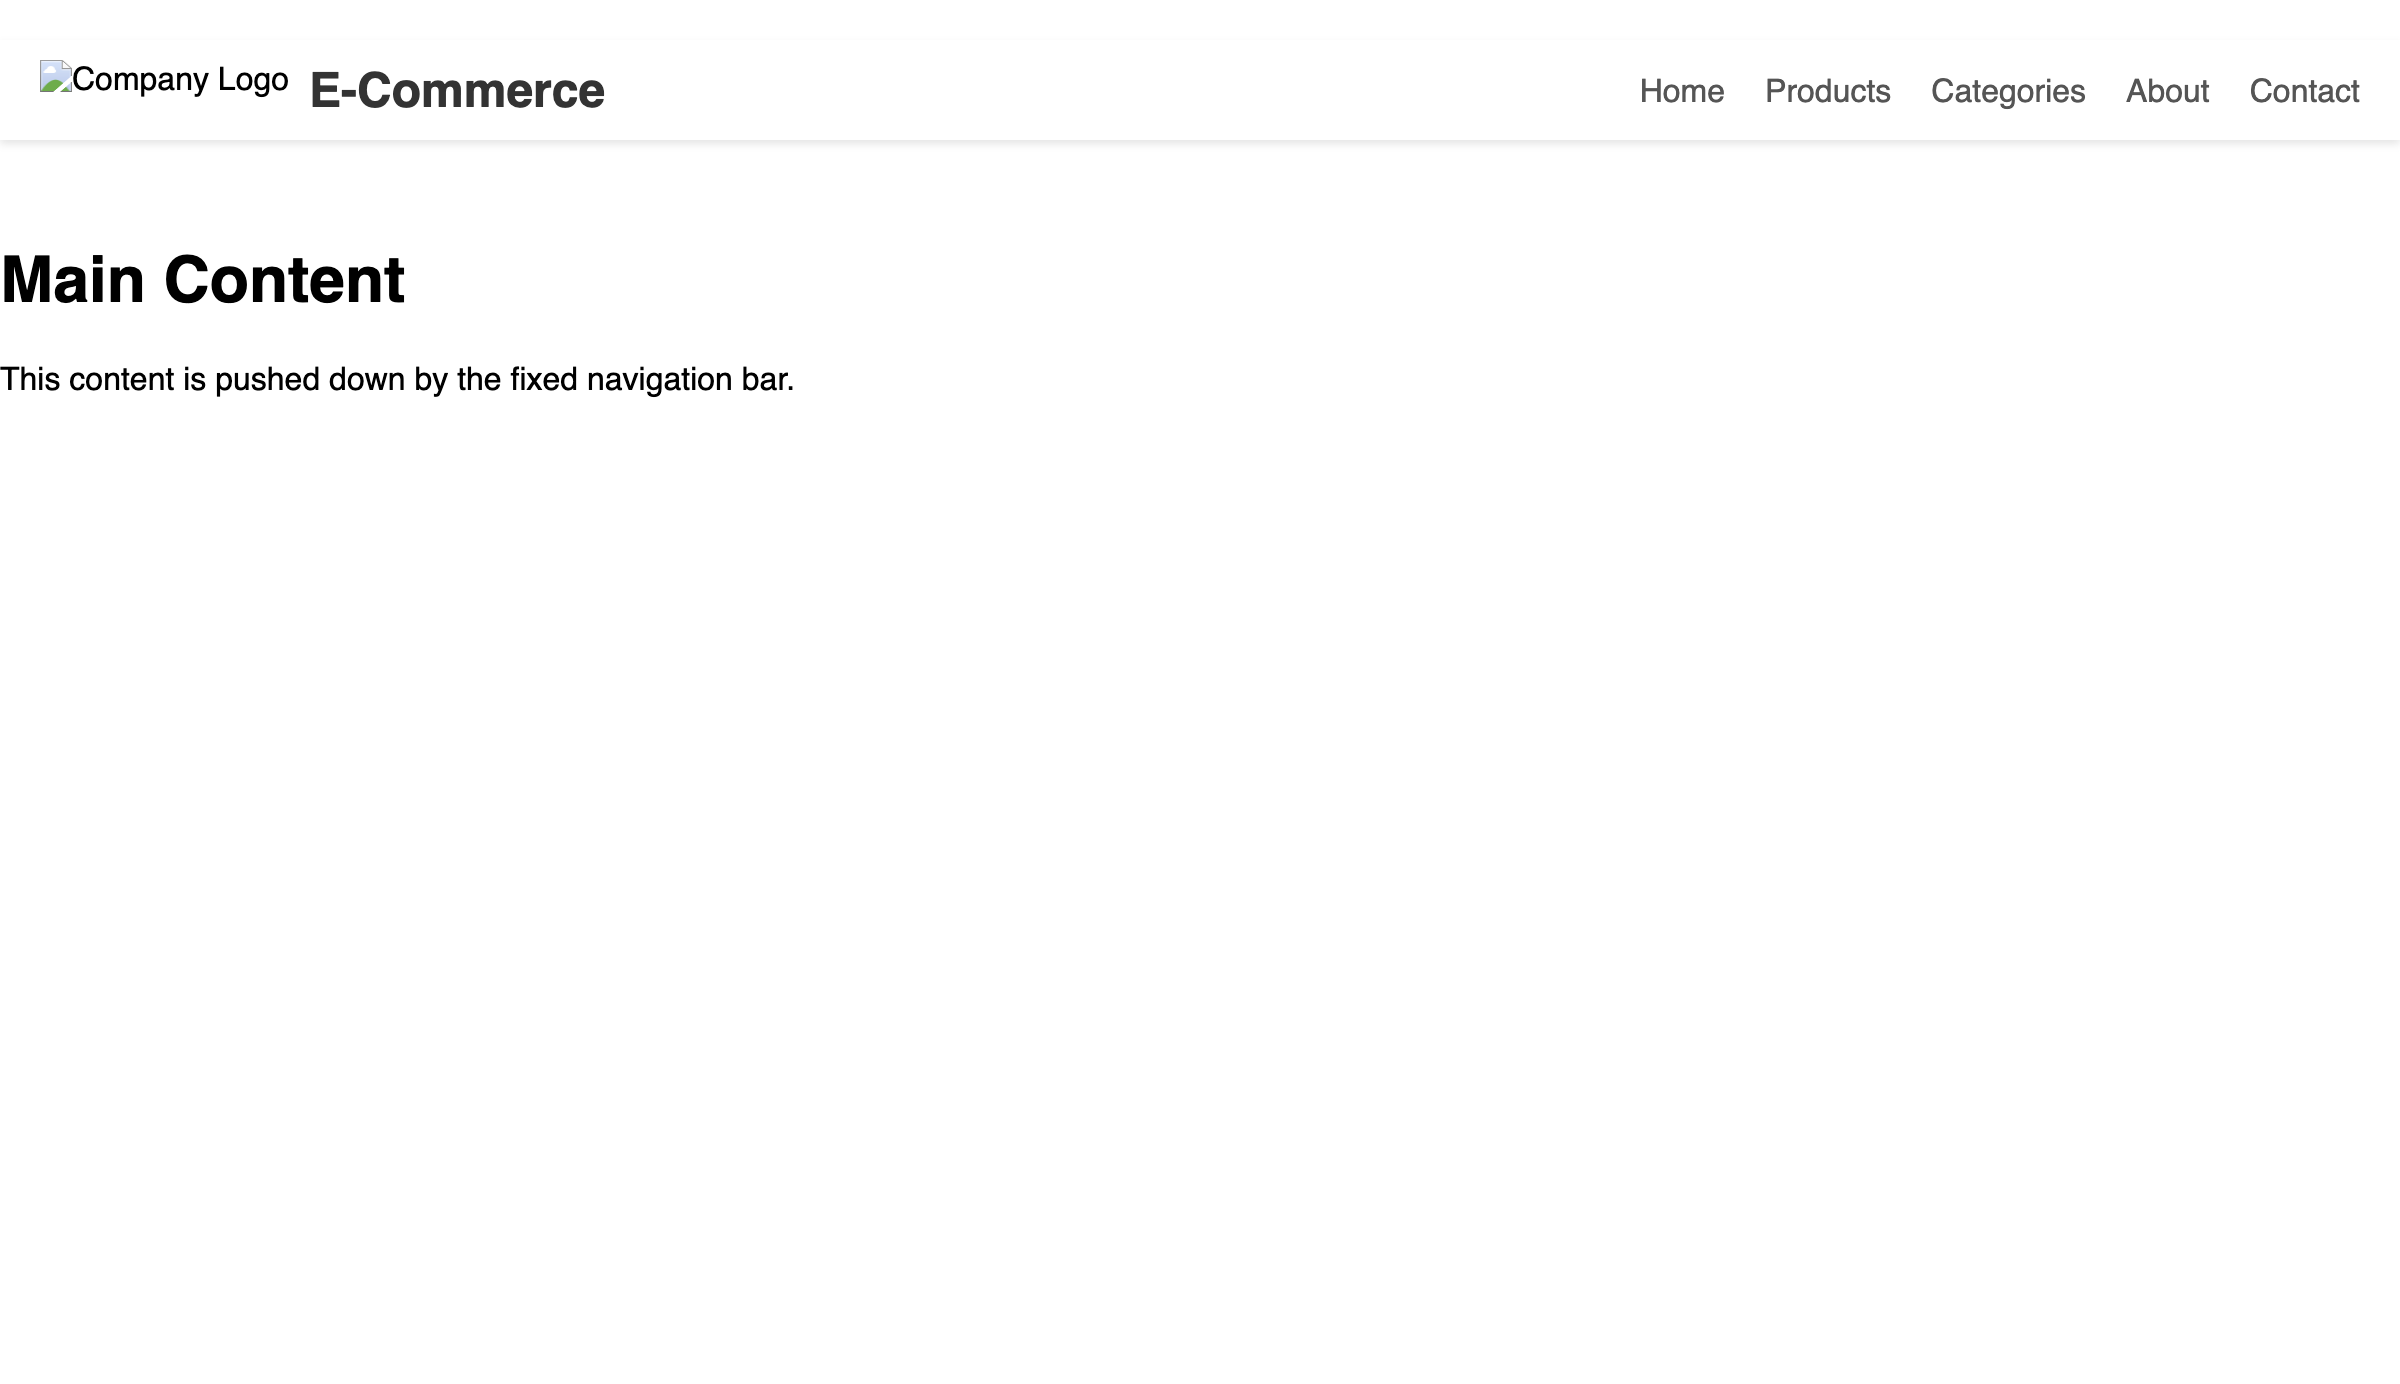 Company Logo E-Commerce Home Products Categories About Contact
Main Content
This content is pushed down by the fixed navigation bar.